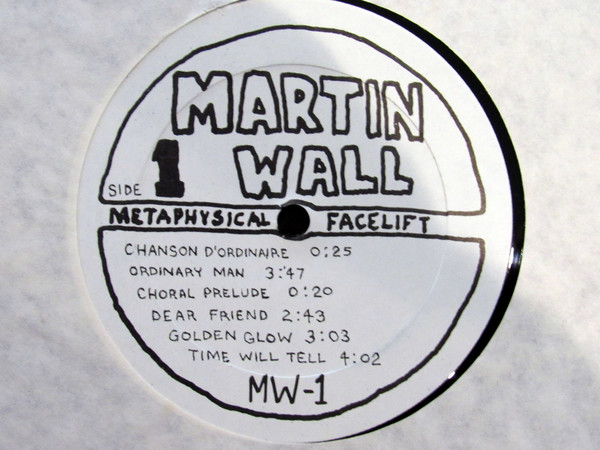 MARTIN
WALL
SIDE 1
METAPHYSICAL FACELIFT
CHANSON D'ORDINAIRE 0:25
ORDINARY MAN 3:47
CHORAL PRELUDE 0:20
DEAR FRIEND 2:43
GOLDEN GLOW 3:03
TIME WILL TELL 4:02
MW-1